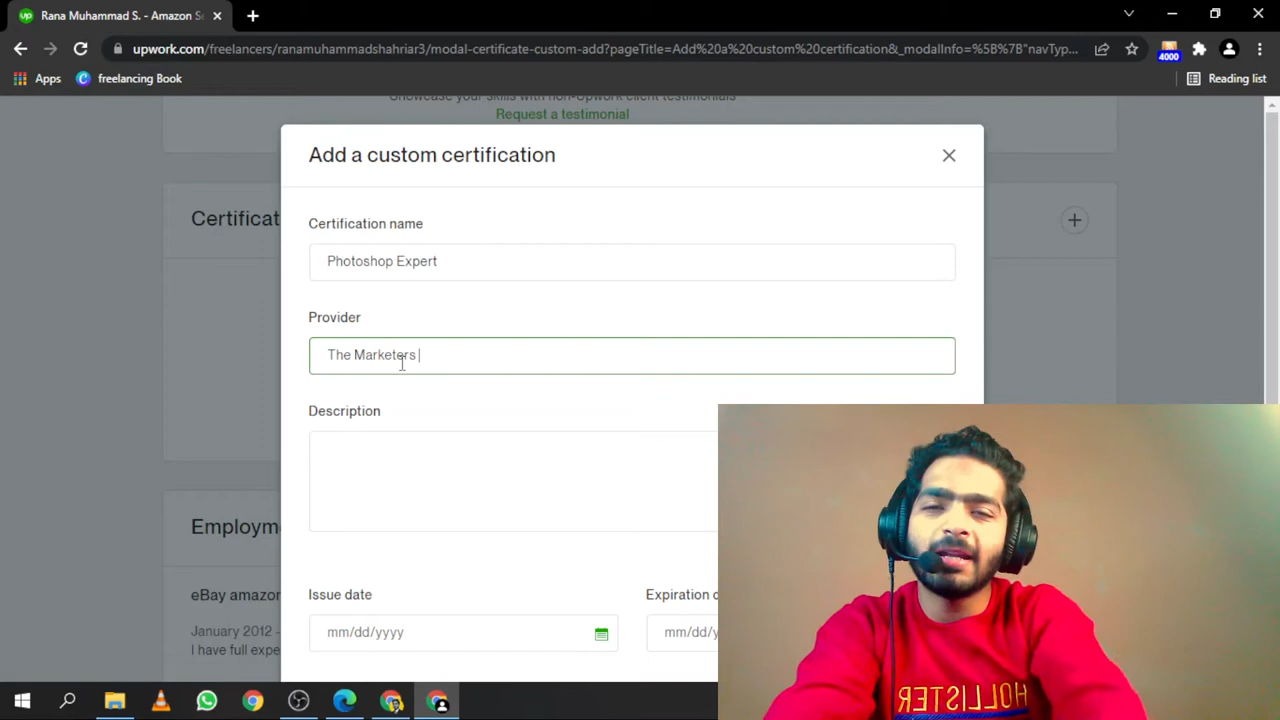 Rana Muhammad S. - Amazon Se
upwork.com/freelancers/ranamuhammadshahriar3/modal-certificate-custom-add?pageTitle=Add%20a%20custom%20certification&_modalInfo=%5B%7B"navTyp...
4000
Apps
freelancing Book
Reading list
Showcase your skills with non-Upwork client testimonials
Request a testimonial
Add a custom certification
Certificat
Certification name
Photoshop Expert
Provider
The Marketers
Description
Employme
eBay amazon
January 2012 -
I have full expe
Issue date
Expiration
mm/dd/yyyy
mm/dd/y
HOLLISTER